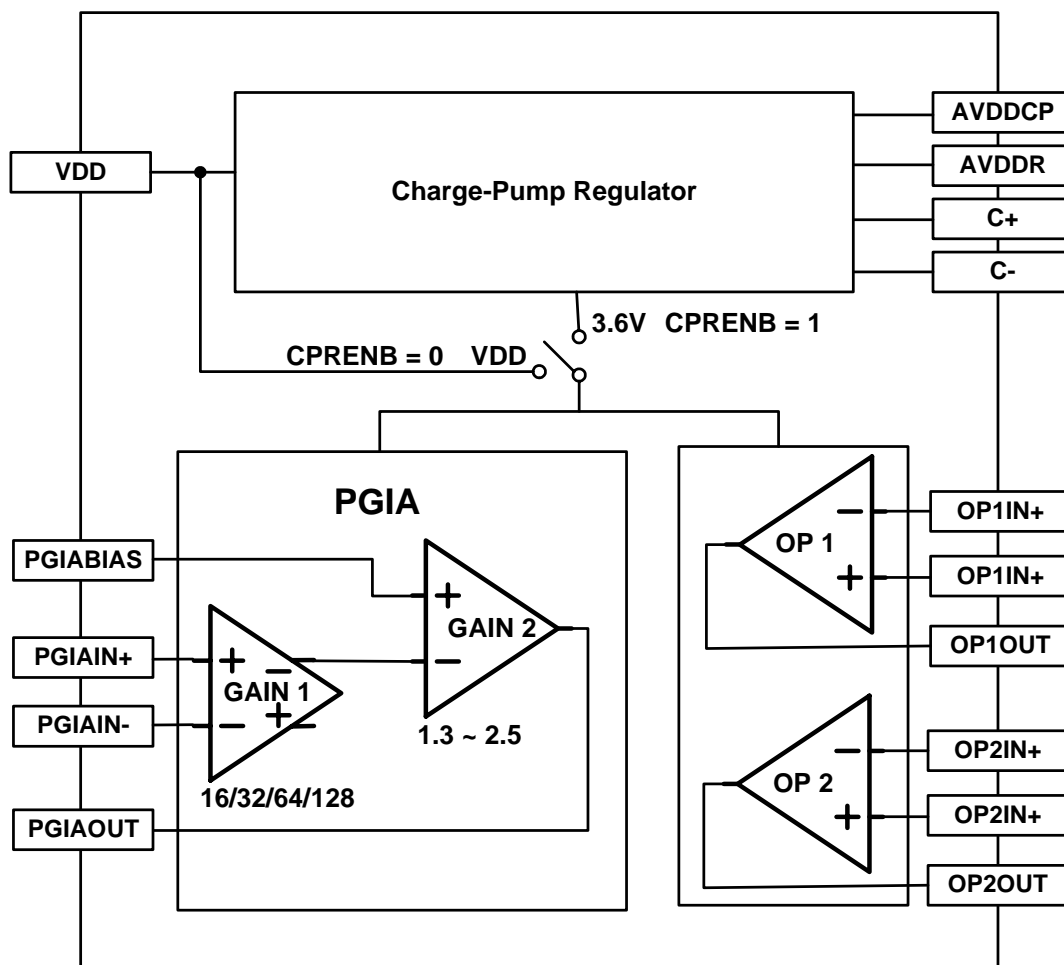 AVDDCP
VDD
AVDDR
Charge-Pump Regulator
C+
C-
3.6V CPRENB = 1
CPRENB = 0 VDD
PGIA
OP1IN+
OP 1
PGIABIAS
OP1IN+
+
GAIN 2
OP1OUT
PGIAIN+
+
GAIN 1
PGIAIN-
+
1.3 ~ 2.5
OP2IN+
16/32/64/128
OP 2
PGIAOUT
+
OP2IN+
OP2OUT